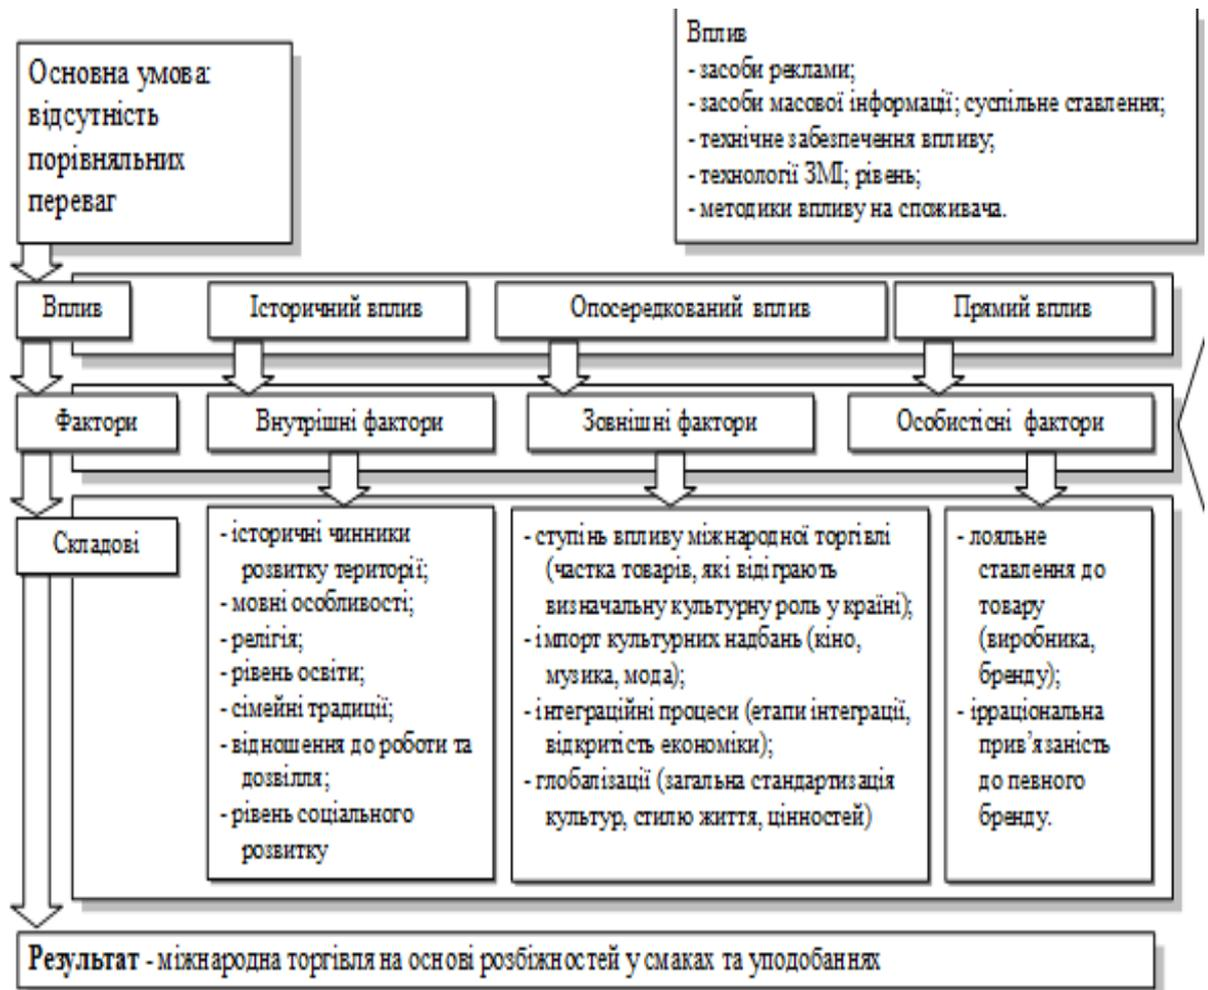 Основна умова:
відсутність
порівняльних
переваг
Вплив
- засоби реклами;
- засоби масової інформації; суспільне ставлення;
- технічне забезпечення впливу;
- технології ЗМІ; рівень;
- методики впливу на споживача.
Вплив
Історичний вплив
Опосередкований вплив
Прямий вплив
Фактори
Внутрішні фактори
Зовнішні фактори
Особистісні фактори
Складові
- історичні чинники
розвитку території;
- мовні особливості;
- релігія;
- рівень освіти;
- сімейні традиції;
- відношення до роботи та
дозвілля;
- рівень соціального
розвитку
- ступінь впливу міжнародної торгівлі
(частка товарів, які відіграють
визначальну культурну роль у країні);
- імпорт культурних надбань (кіно,
музика, мода);
- інтеграційні процеси (етапи інтеграції,
відкритість економіки);
- глобалізації (загальна стандартизація
культур, стилю життя, цінностей)
- лояльне
ставлення до
товару
(виробника,
бренду);
- ірраціональна
прив’язаність
до певного
бренду.
Результат - міжнародна торгівля на основі розбіжностей у смаках та уподобаннях